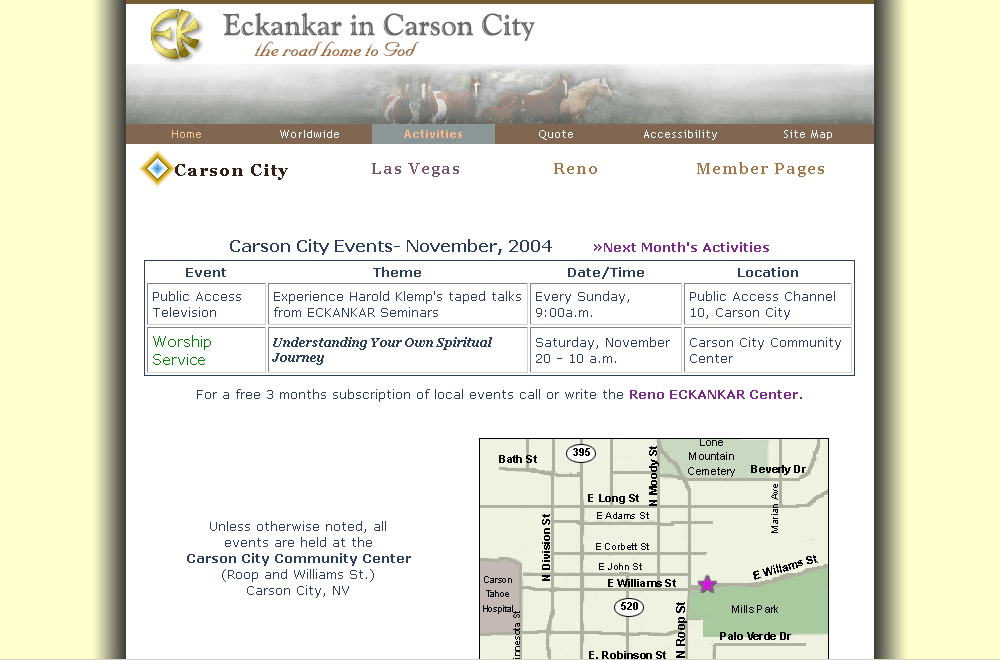 EK
Eckankar in Carson City
the road home to God
Home Worldwide Activities Quote Accessibility Site Map
Carson City Las Vegas Reno Member Pages
Carson City Events- November, 2004 »Next Month's Activities
Event Theme Date/Time Location
Public Access Television
Experience Harold Klemp's taped talks
from ECKANKAR Seminars
Every Sunday,
9:00a.m.
Public Access Channel
10, Carson City
Worship
Service
Understanding Your Own Spiritual
Journey
Saturday, November
20 - 10 a.m.
Carson City Community
Center
For a free 3 months subscription of local events call or write the Reno ECKANKAR Center.
Unless otherwise noted, all
events are held at the
Carson City Community Center
(Roop and Williams St.)
Carson City, NV
Lone
Mountain
Cemetery
395
Bath St
N Moody St
Beverly Dr
Marian Ave
E Long St
E Adams St
N Division St
E Corbett St
E John St
E Williams St
E Willams St
Carson
Tahoe
Hospital
520
Mills Park
N Roop St
Palo Verde Dr
E. Robinson St